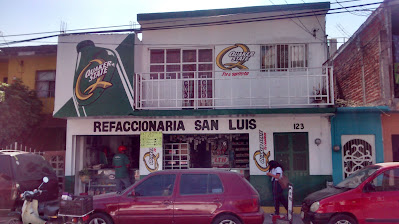 QUAKER
STATE
QUAKER
STATE
REFACCIONARIA SAN LUIS
123